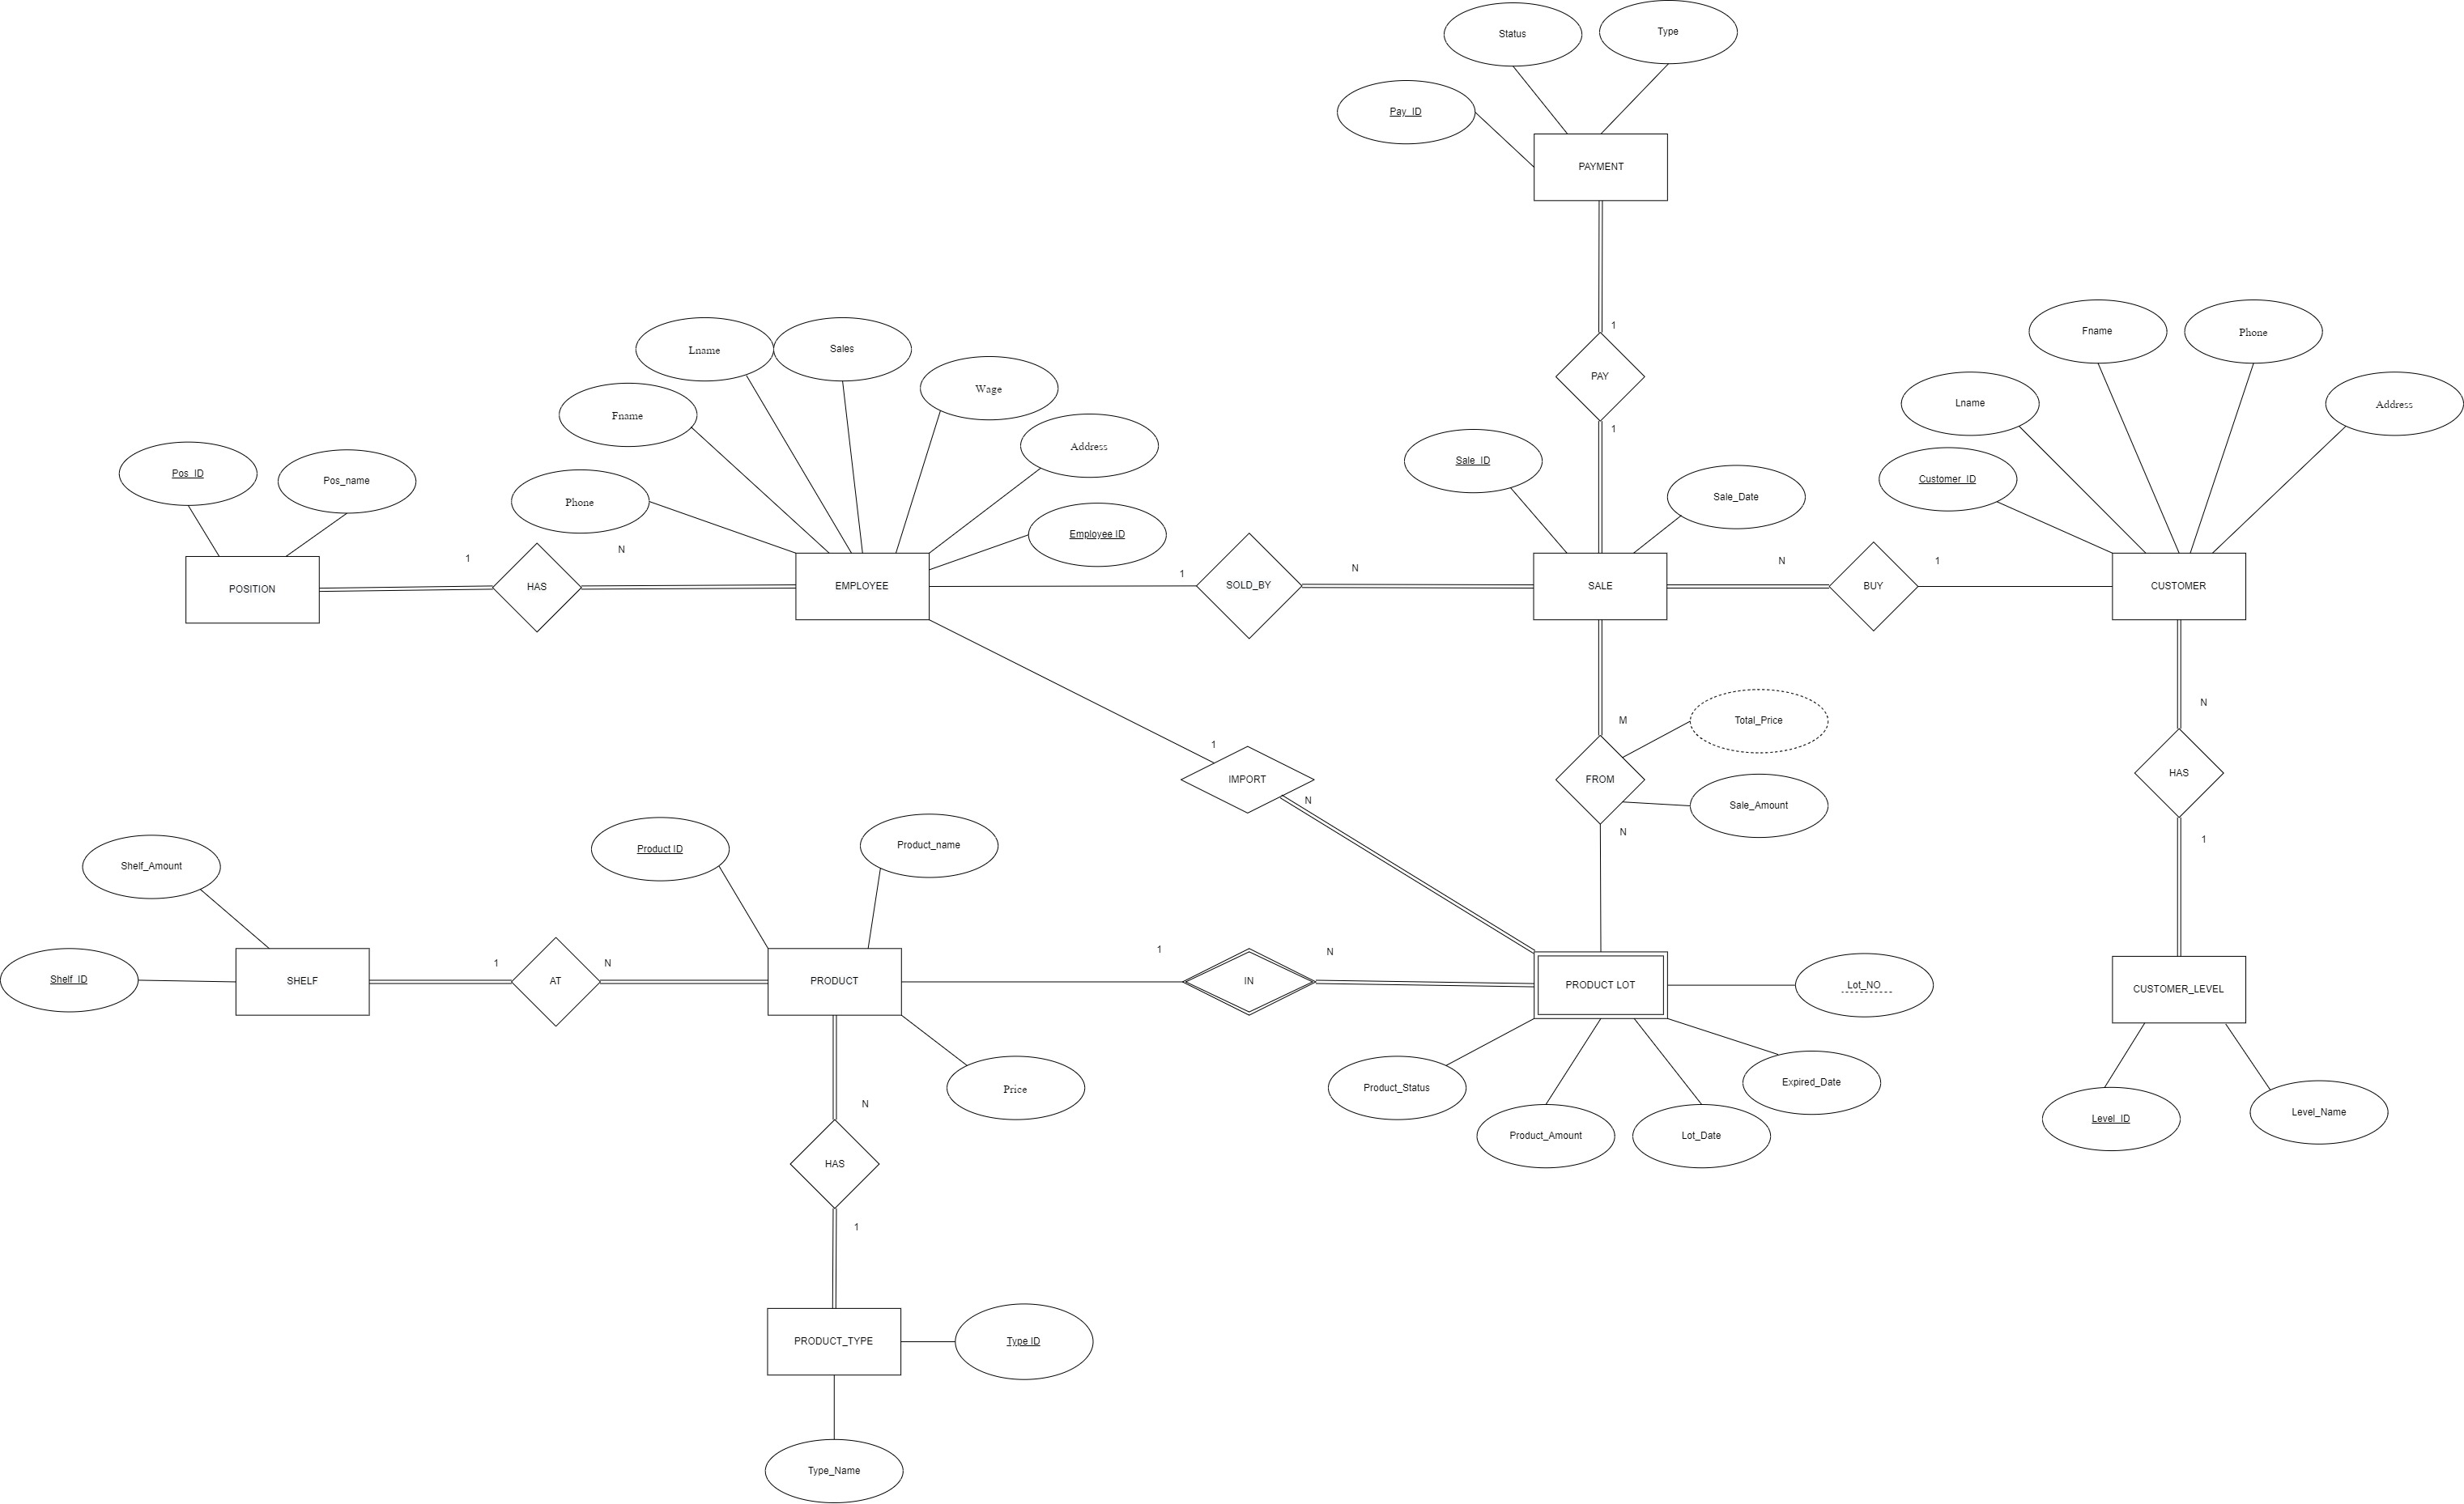 Status
Type
Pay_ID
PAYMENT
1
PAY
1
Lname
Sales
Wage
Fname
Address
Phone
Employee ID
Pos_ID
Pos_name
Sale_ID
Sale_Date
Fname
Phone
Lname
Address
Customer_ID
POSITION
1
HAS
N
EMPLOYEE
1
SOLD_BY
N
SALE
N
BUY
1
CUSTOMER
M
Total_Price
N
1
IMPORT
N
FROM
Sale_Amount
N
HAS
1
Shelf_Amount
Product ID
Product_name
Shelf_ID
SHELF
1
AT
N
PRODUCT
1
IN
N
PRODUCT LOT
Lot_NO
CUSTOMER_LEVEL
Price
Product_Status
Product_Amount
Lot_Date
Expired_Date
Level_ID
Level_Name
N
HAS
1
PRODUCT_TYPE
Type ID
Type_Name